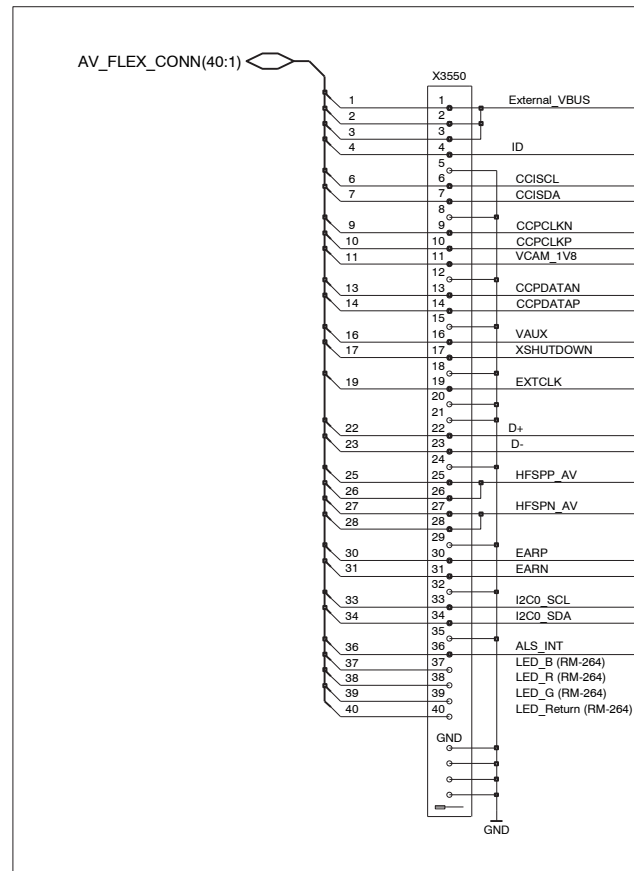 AV_FLEX_CONN(40:1)
X3550
1 1 External_VBUS
2 2
3 3
4 4 ID
5
6 6 CCISCL
7 7 CCISDA
8
9 9 CCPCLKN
10 10 CCPCLKP
11 11 VCAM_1V8
12
13 13 CCPDATAN
14 14 CCPDATAP
15
16 16 VAUX
17 17 XSHUTDOWN
18
19 19 EXTCLK
20
21
22 22 D+
23 23 D-
24
25 25 HFSPP_AV
26 26
27 27 HFSPN_AV
28 28
29
30 30 EARP
31 31 EARN
32
33 33 I2C0_SCL
34 34 I2C0_SDA
35
36 36 ALS_INT
37 37 LED_B (RM-264)
38 38 LED_R (RM-264)
39 39 LED_G (RM-264)
40 40 LED_Return (RM-264)
GND
GND